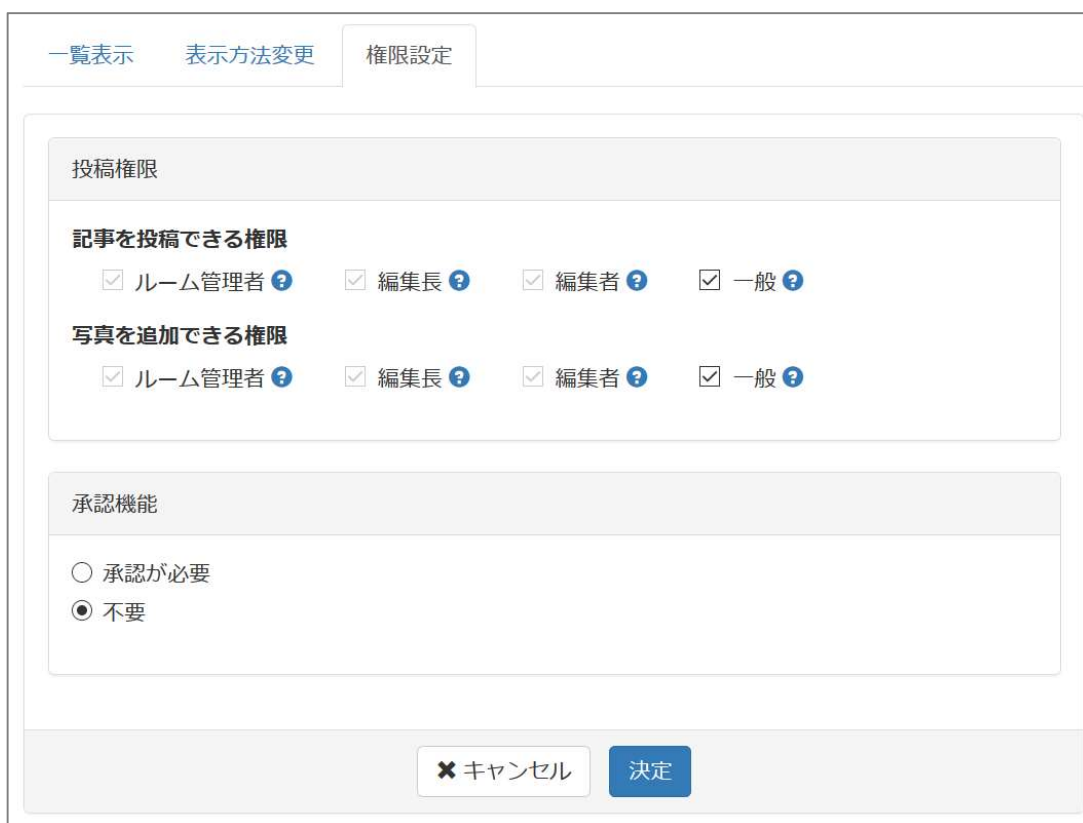 一覧表示 表示方法変更 権限設定
投稿権限
記事を投稿できる権限
ルーム管理者 ? 編集長 ? 編集者 ? 一般 ?
写真を追加できる権限
ルーム管理者 ? 編集長 ? 編集者 ? 一般 ?
承認機能
承認が必要
不要
✖ キャンセル 決定